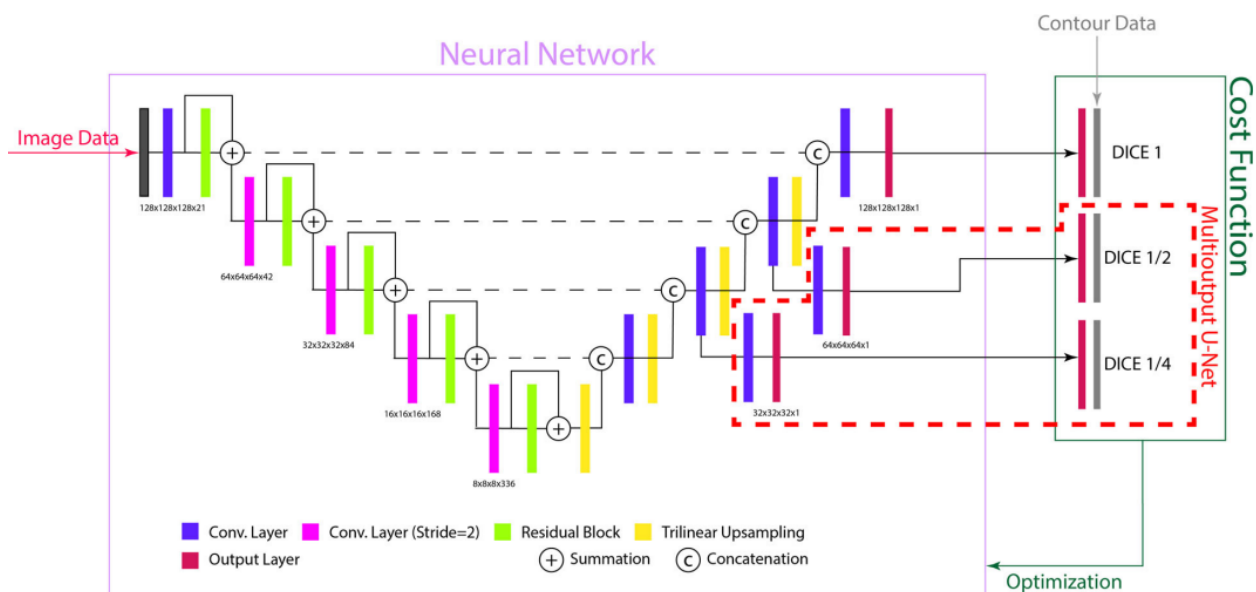 Contour Data
Neural Network
Cost Function
Image Data
DICE 1
128x128x128x21
128x128x128x1
Multioutput U-Net
DICE 1/2
64x64x64x42
64x64x64x1
32x32x32x84
DICE 1/4
16x16x16x168
32x32x32x1
8x8x8x336
+
+
+
+
+
C
C
C
C
Conv. Layer
Conv. Layer (Stride=2)
Residual Block
Trilinear Upsampling
Output Layer
+ Summation
C Concatenation
Optimization